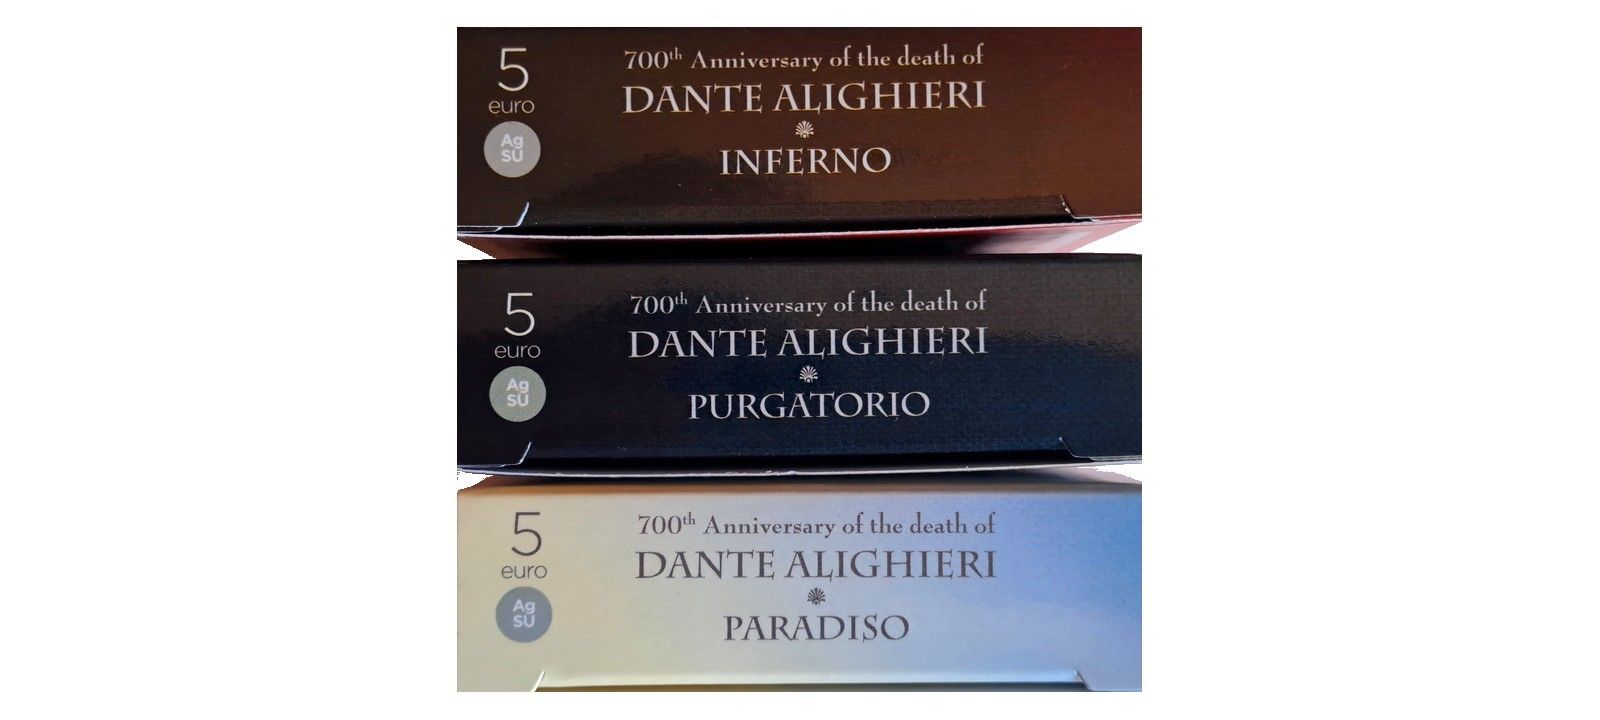 5
euro
Ag
SU
700th Anniversary of the death of
DANTE ALIGHIERI
INFERNO
5
euro
Ag
SU
700th Anniversary of the death of
DANTE ALIGHIERI
PURGATORIO
5
euro
Ag
SU
700th Anniversary of the death of
DANTE ALIGHIERI
PARADISO